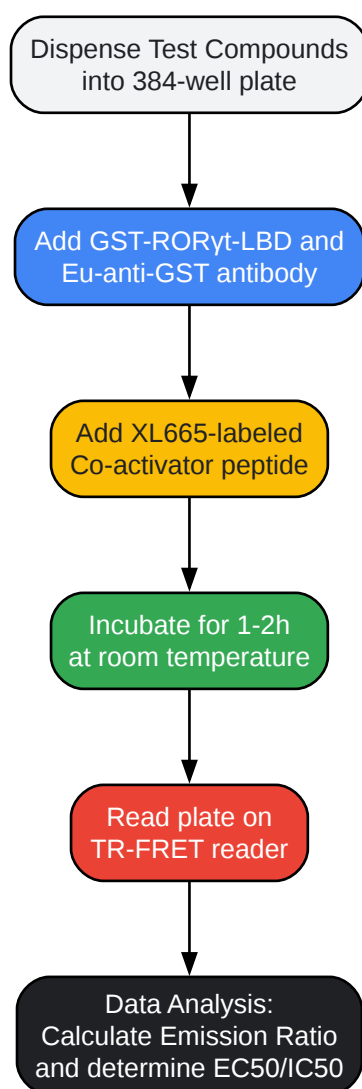 Dispense Test Compounds
into 384-well plate
Add GST-RORγt-LBD and
Eu-anti-GST antibody
Add XL665-labeled
Co-activator peptide
Incubate for 1-2h
at room temperature
Read plate on
TR-FRET reader
Data Analysis:
Calculate Emission Ratio
and determine EC50/IC50